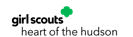 girl scouts
heart of the hudson